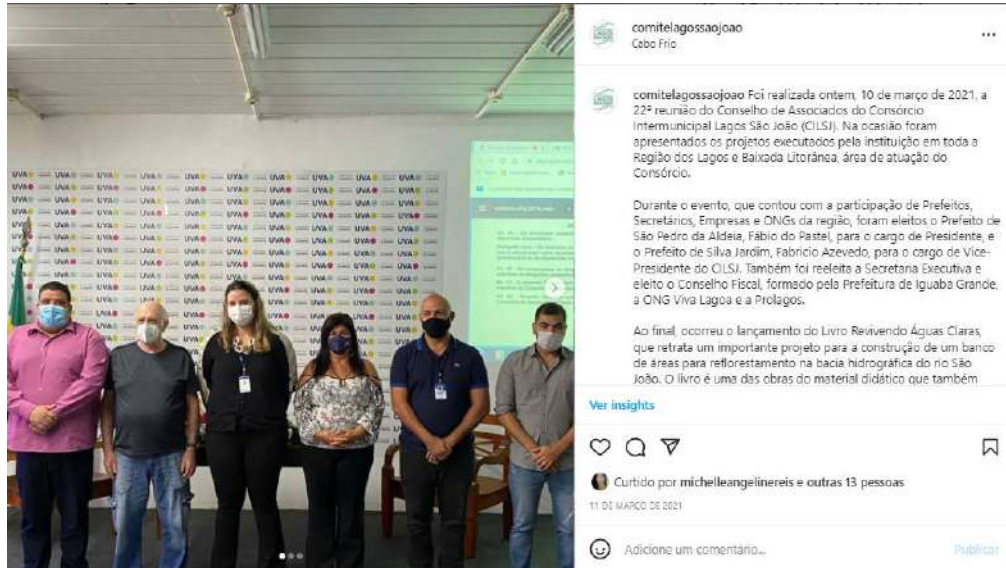 comitelagossaojoao
Cabo Frio
comitelagossaojoao Foi realizada ontem, 10 de março de 2021, a
22ª reunião do Conselho de Associados do Consórcio
Intermunicipal Lagos São João (CILSJ). Na ocasião foram
apresentados os projetos executados pela instituição em toda a
Região dos Lagos e Baixada Litorânea, área de atuação do
Consórcio.
Durante o evento, que contou com a participação de Prefeitos,
Secretários, Empresas e ONGs da região, foram eleitos o Prefeito de
São Pedro da Aldeia, Fábio do Pastel, para o cargo de Presidente, e
o Prefeito de Silva Jardim, Fabrício Azevedo, para o cargo de Vice-
Presidente do CILSJ. Também foi reeleita a Secretaria Executiva e
eleito o Conselho Fiscal, formado pela Prefeitura de Iguaba Grande,
a ONG Viva Lagoa e a Prolagos.
Ao final, ocorreu o lançamento do Livro Revivendo Águas Claras,
que retrata um importante projeto para a construção de um banco
de áreas para reflorestamento na bacia hidrográfica do rio São
João. O livro é uma das obras do material didático que também
Ver insights
Curtido por michelleangelinereis e outras 13 pessoas
11 DE MARÇO DE 2021
Adicione um comentário...
Publicar
UVA UVA UVA UVA UVA UVA